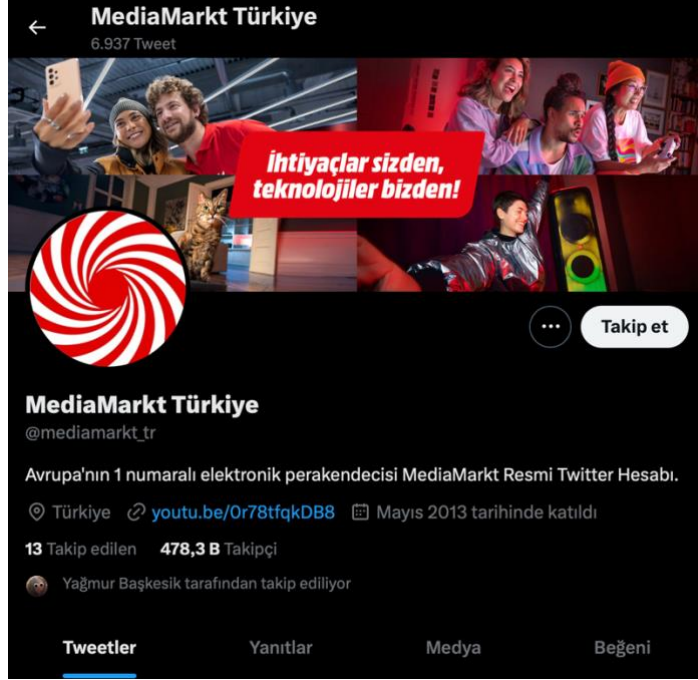 MediaMarkt Türkiye
6.937 Tweet
İhtiyaçlar sizden,
teknolojiler bizden!
Takip et
MediaMarkt Türkiye
@mediamarkt_tr
Avrupa'nın 1 numaralı elektronik perakendecisi MediaMarkt Resmi Twitter Hesabı.
Türkiye youtu.be/0r78tfqkDB8 Mayıs 2013 tarihinde katıldı
13 Takip edilen 478,3 B Takipçi
Yağmur Başkesik tarafından takip ediliyor
Tweetler Yanıtlar Medya Beğeni